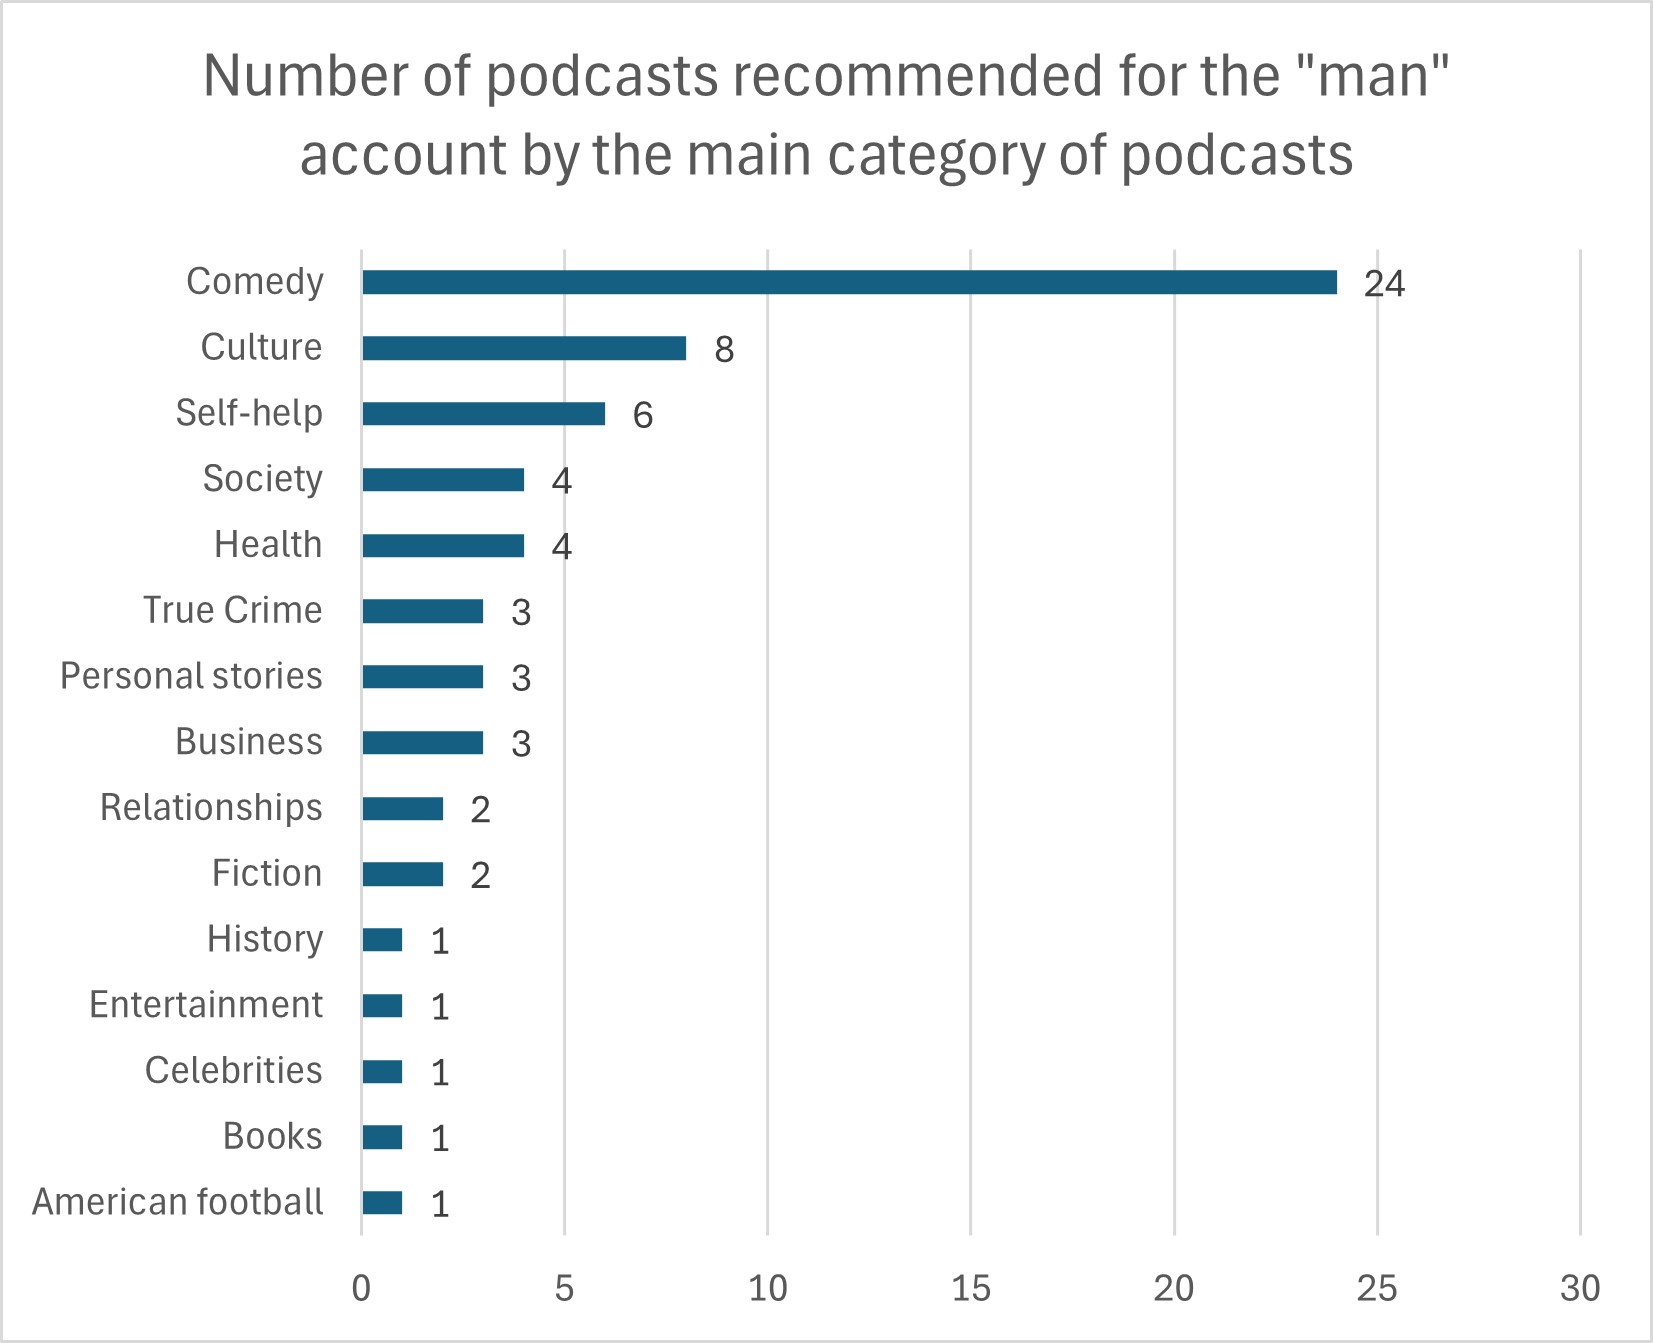 Number of podcasts recommended for the "man"
account by the main category of podcasts
Comedy 24
Culture 8
Self-help 6
Society 4
Health 4
True Crime 3
Personal stories 3
Business 3
Relationships 2
Fiction 2
History 1
Entertainment 1
Celebrities 1
Books 1
American football 1
0 5 10 15 20 25 30